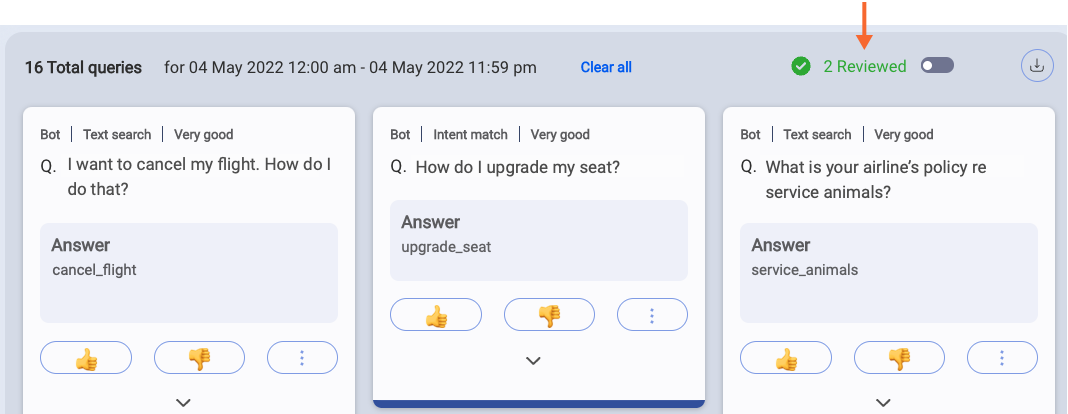 16 Total queries for 04 May 2022 12:00 am - 04 May 2022 11:59 pm Clear all 2 Reviewed
Bot | Text search | Very good
Q. I want to cancel my flight. How do I
do that?
Answer
cancel_flight
Bot | Intent match | Very good
Q. How do I upgrade my seat?
Answer
upgrade_seat
Bot | Text search | Very good
Q. What is your airline’s policy re
service animals?
Answer
service_animals